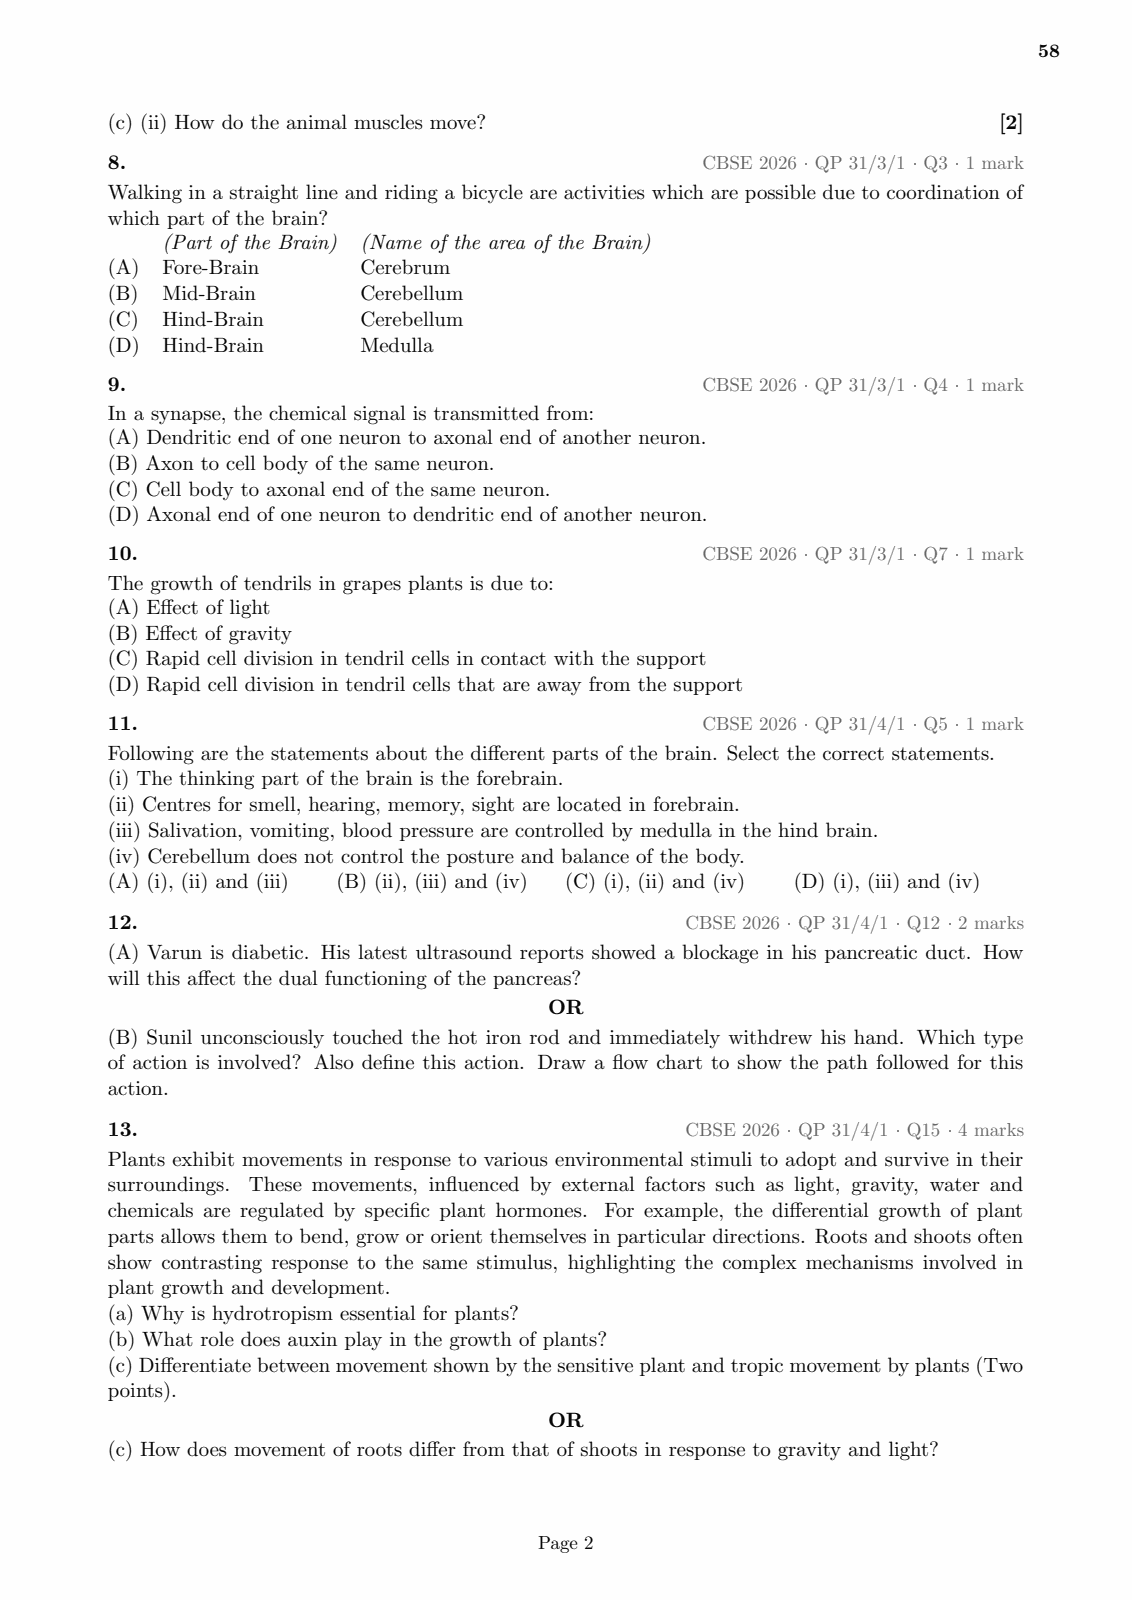 58
(c) (ii) How do the animal muscles move? [2]
8. CBSE 2026 · QP 31/3/1 · Q3 · 1 mark
Walking in a straight line and riding a bicycle are activities which are possible due to coordination of
which part of the brain?
(Part of the Brain) (Name of the area of the Brain)
(A) Fore-Brain Cerebrum
(B) Mid-Brain Cerebellum
(C) Hind-Brain Cerebellum
(D) Hind-Brain Medulla
9. CBSE 2026 · QP 31/3/1 · Q4 · 1 mark
In a synapse, the chemical signal is transmitted from:
(A) Dendritic end of one neuron to axonal end of another neuron.
(B) Axon to cell body of the same neuron.
(C) Cell body to axonal end of the same neuron.
(D) Axonal end of one neuron to dendritic end of another neuron.
10. CBSE 2026 · QP 31/3/1 · Q7 · 1 mark
The growth of tendrils in grapes plants is due to:
(A) Effect of light
(B) Effect of gravity
(C) Rapid cell division in tendril cells in contact with the support
(D) Rapid cell division in tendril cells that are away from the support
11. CBSE 2026 · QP 31/4/1 · Q5 · 1 mark
Following are the statements about the different parts of the brain. Select the correct statements.
(i) The thinking part of the brain is the forebrain.
(ii) Centres for smell, hearing, memory, sight are located in forebrain.
(iii) Salivation, vomiting, blood pressure are controlled by medulla in the hind brain.
(iv) Cerebellum does not control the posture and balance of the body.
(A) (i), (ii) and (iii) (B) (ii), (iii) and (iv) (C) (i), (ii) and (iv) (D) (i), (iii) and (iv)
12. CBSE 2026 · QP 31/4/1 · Q12 · 2 marks
(A) Varun is diabetic. His latest ultrasound reports showed a blockage in his pancreatic duct. How
will this affect the dual functioning of the pancreas?
OR
(B) Sunil unconsciously touched the hot iron rod and immediately withdrew his hand. Which type
of action is involved? Also define this action. Draw a flow chart to show the path followed for this
action.
13. CBSE 2026 · QP 31/4/1 · Q15 · 4 marks
Plants exhibit movements in response to various environmental stimuli to adopt and survive in their
surroundings. These movements, influenced by external factors such as light, gravity, water and
chemicals are regulated by specific plant hormones. For example, the differential growth of plant
parts allows them to bend, grow or orient themselves in particular directions. Roots and shoots often
show contrasting response to the same stimulus, highlighting the complex mechanisms involved in
plant growth and development.
(a) Why is hydrotropism essential for plants?
(b) What role does auxin play in the growth of plants?
(c) Differentiate between movement shown by the sensitive plant and tropic movement by plants (Two
points).
OR
(c) How does movement of roots differ from that of shoots in response to gravity and light?
Page 2